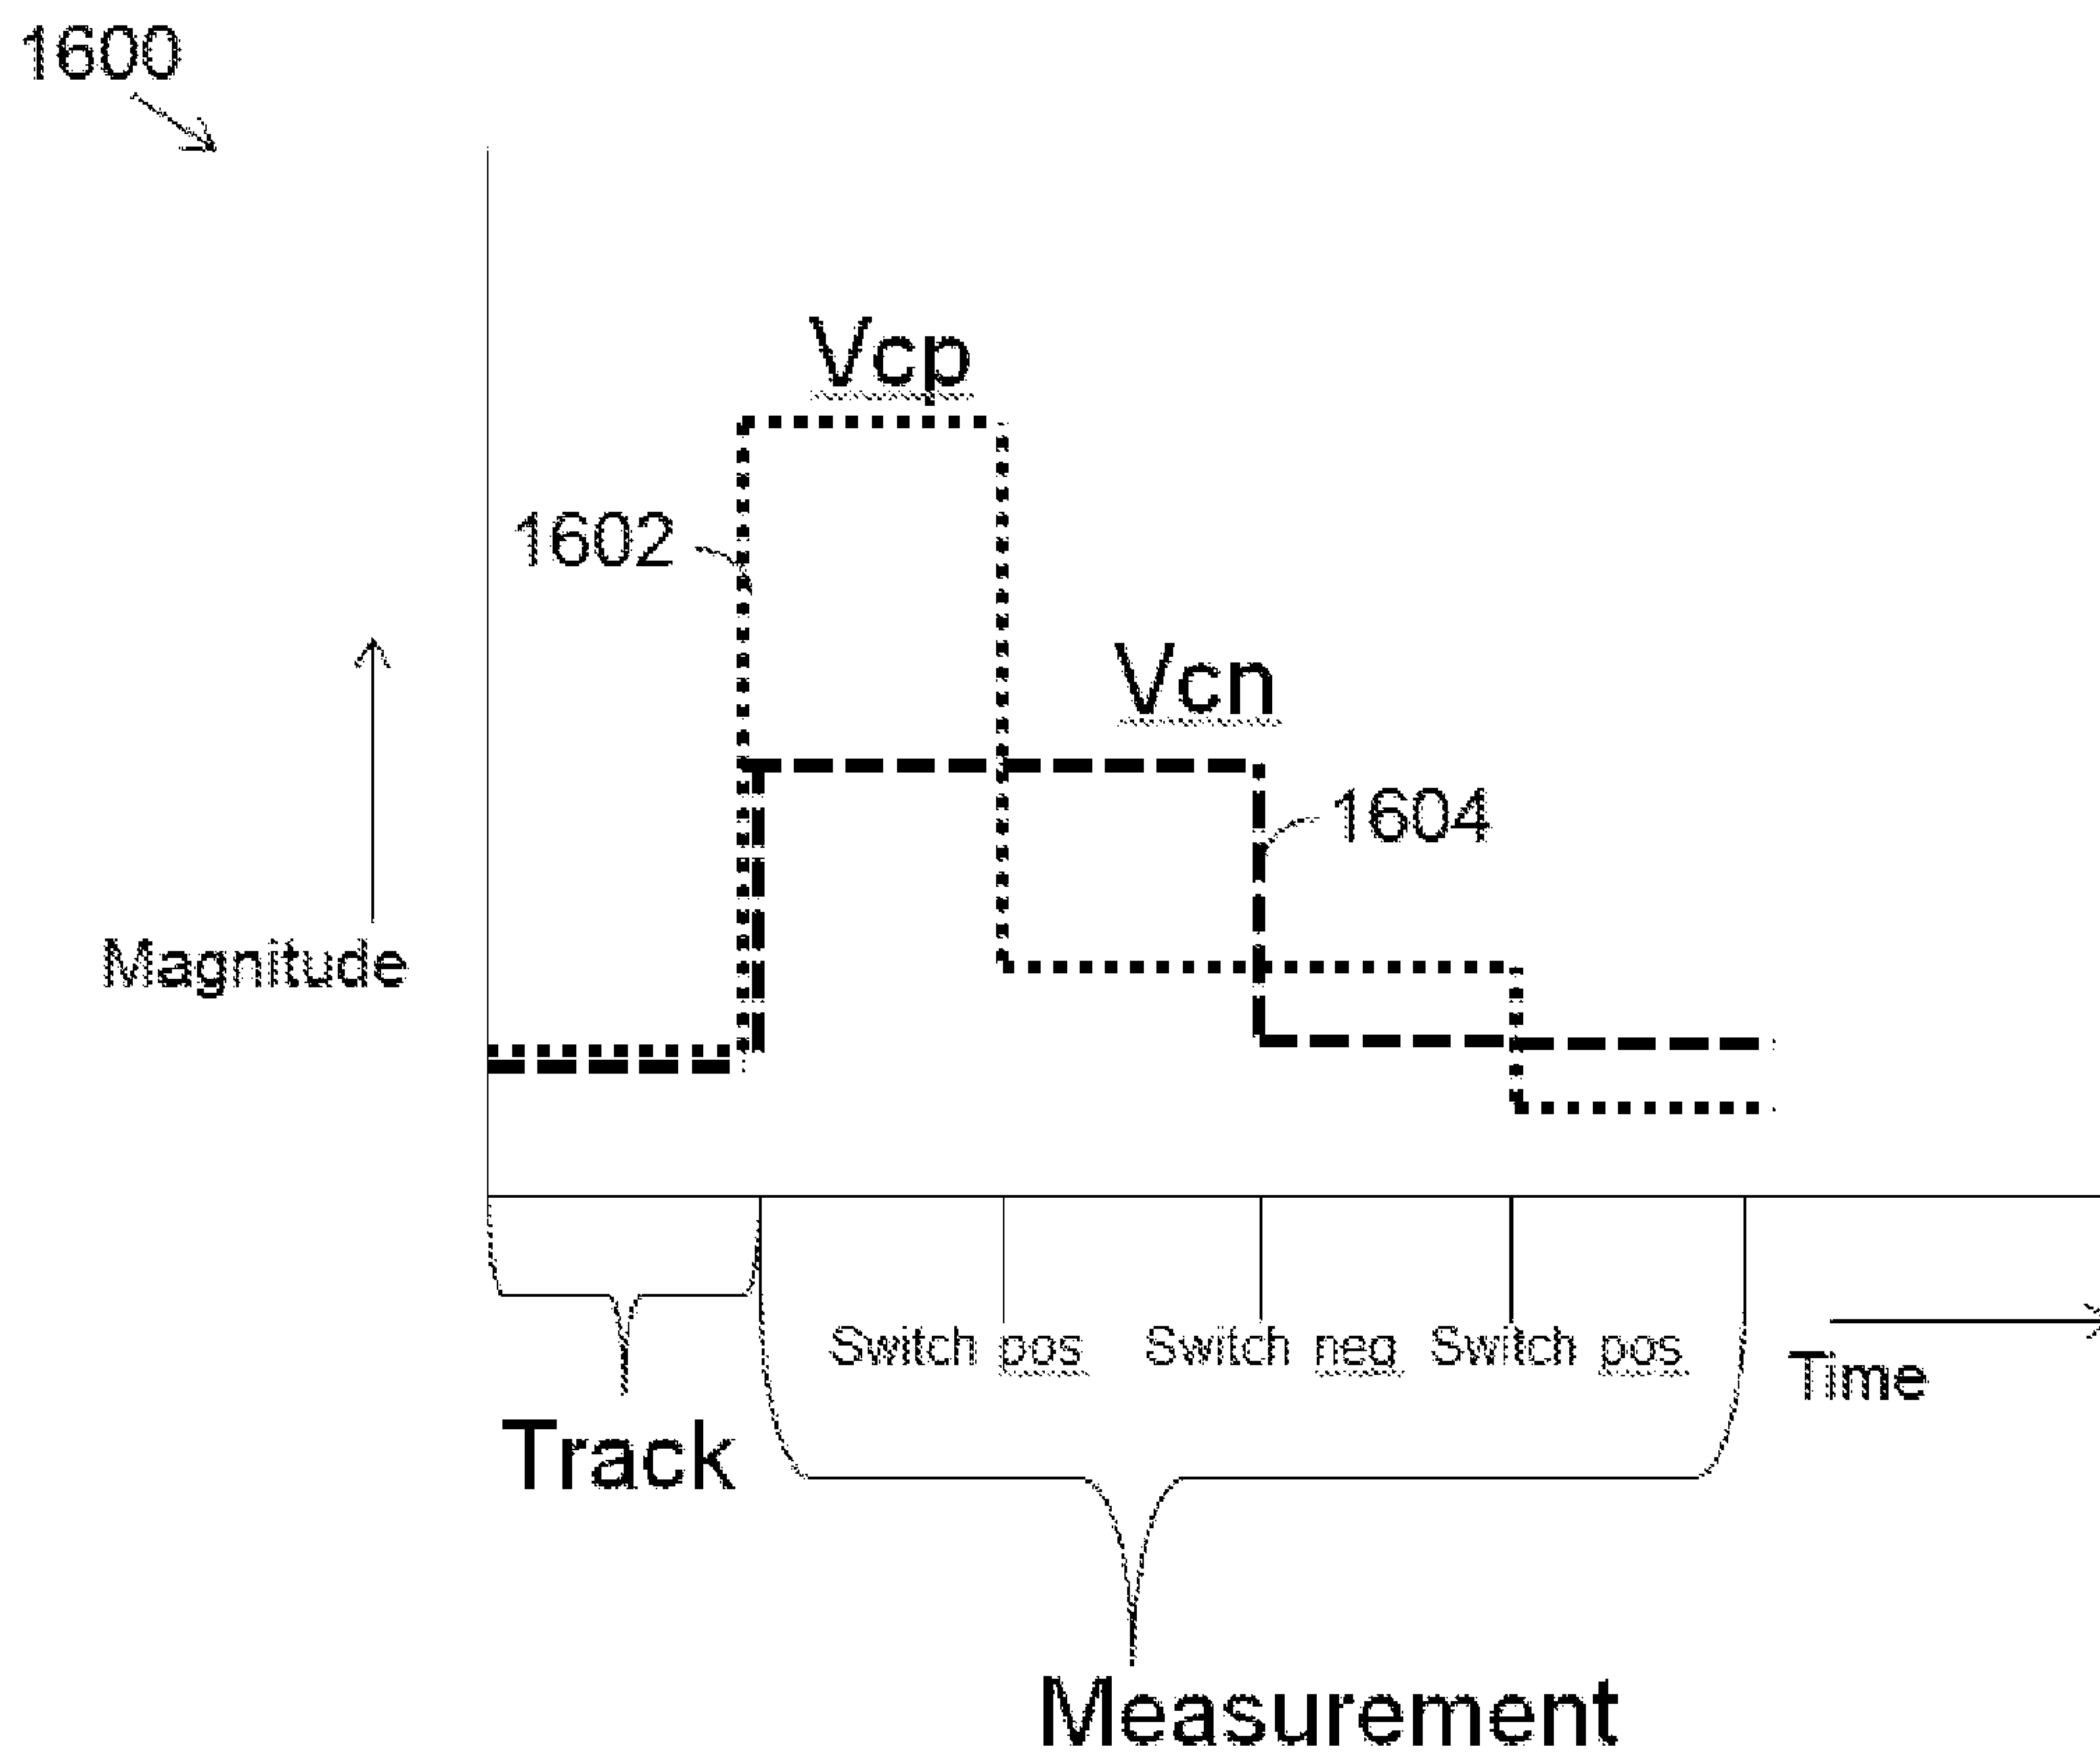 1600
Vcp
1602
Vcn
1604
Magnitude
Switch pos Switch neg Switch pos
Time
Track
Measurement